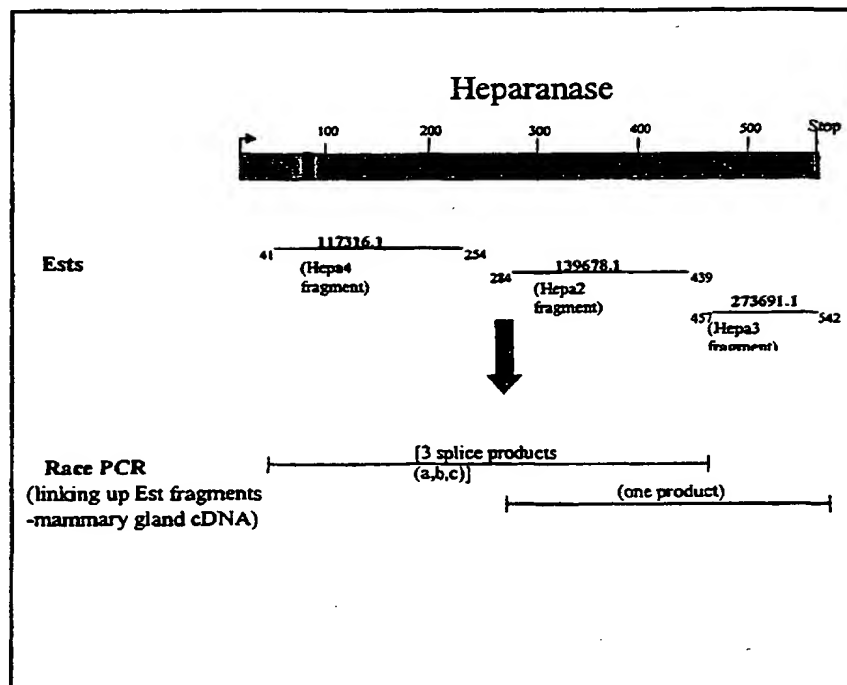 Heparanase
100 200 300 400 500 Stop
Ests
41 117316.1 254
(Hepa4
fragment)
284 139678.1 439
(Hepa2
fragment)
457 273691.1 542
(Hepa3
fragment)
Race PCR
(linking up Est fragments
-mammary gland cDNA)
[3 splice products
(a,b,c)]
(one product)